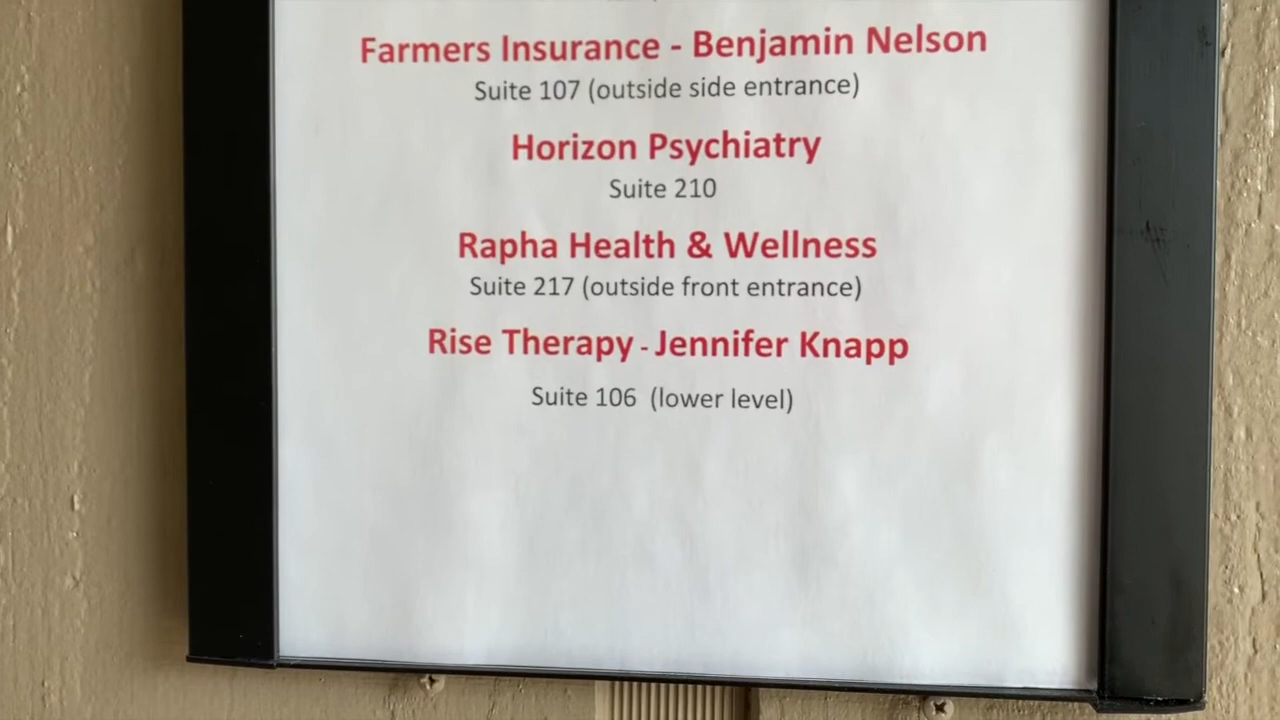 Farmers Insurance - Benjamin Nelson
Suite 107 (outside side entrance)
Horizon Psychiatry
Suite 210
Rapha Health & Wellness
Suite 217 (outside front entrance)
Rise Therapy - Jennifer Knapp
Suite 106 (lower level)